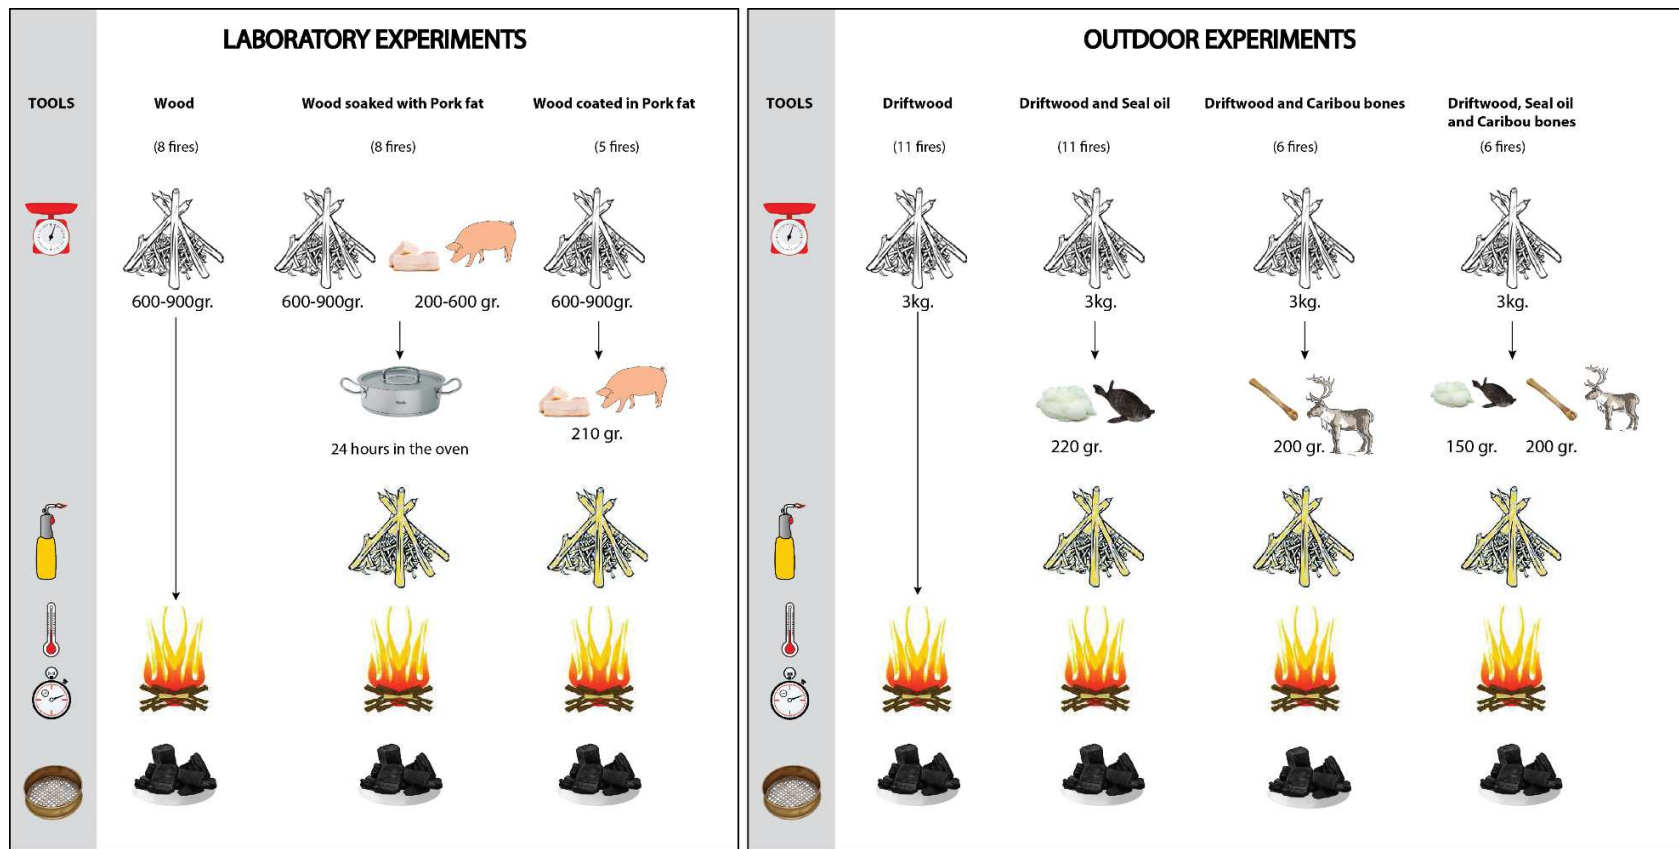 LABORATORY EXPERIMENTS
TOOLS
Wood
(8 fires)
Wood soaked with Pork fat
(8 fires)
Wood coated in Pork fat
(5 fires)
600-900gr.
600-900gr.
200-600 gr.
600-900gr.
24 hours in the oven
210 gr.
OUTDOOR EXPERIMENTS
TOOLS
Driftwood
(11 fires)
Driftwood and Seal oil
(11 fires)
Driftwood and Caribou bones
(6 fires)
Driftwood, Seal oil
and Caribou bones
(6 fires)
3kg.
3kg.
3kg.
3kg.
220 gr.
200 gr.
150 gr.
200 gr.